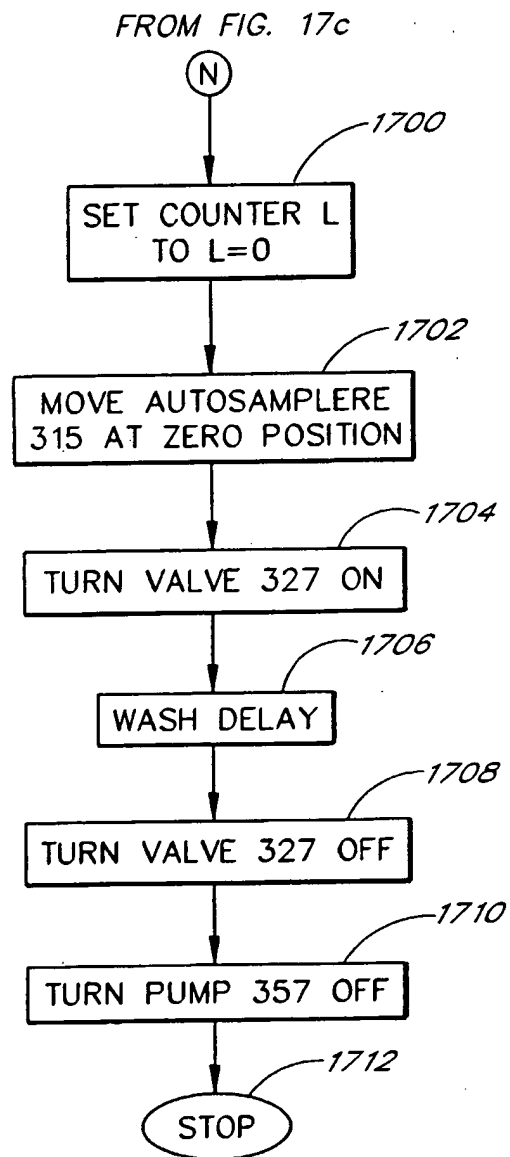 FROM FIG. 17c
N
1700
SET COUNTER L
TO L=0
1702
MOVE AUTOSAMPLERE
315 AT ZERO POSITION
1704
TURN VALVE 327 ON
1706
WASH DELAY
1708
TURN VALVE 327 OFF
1710
TURN PUMP 357 OFF
1712
STOP